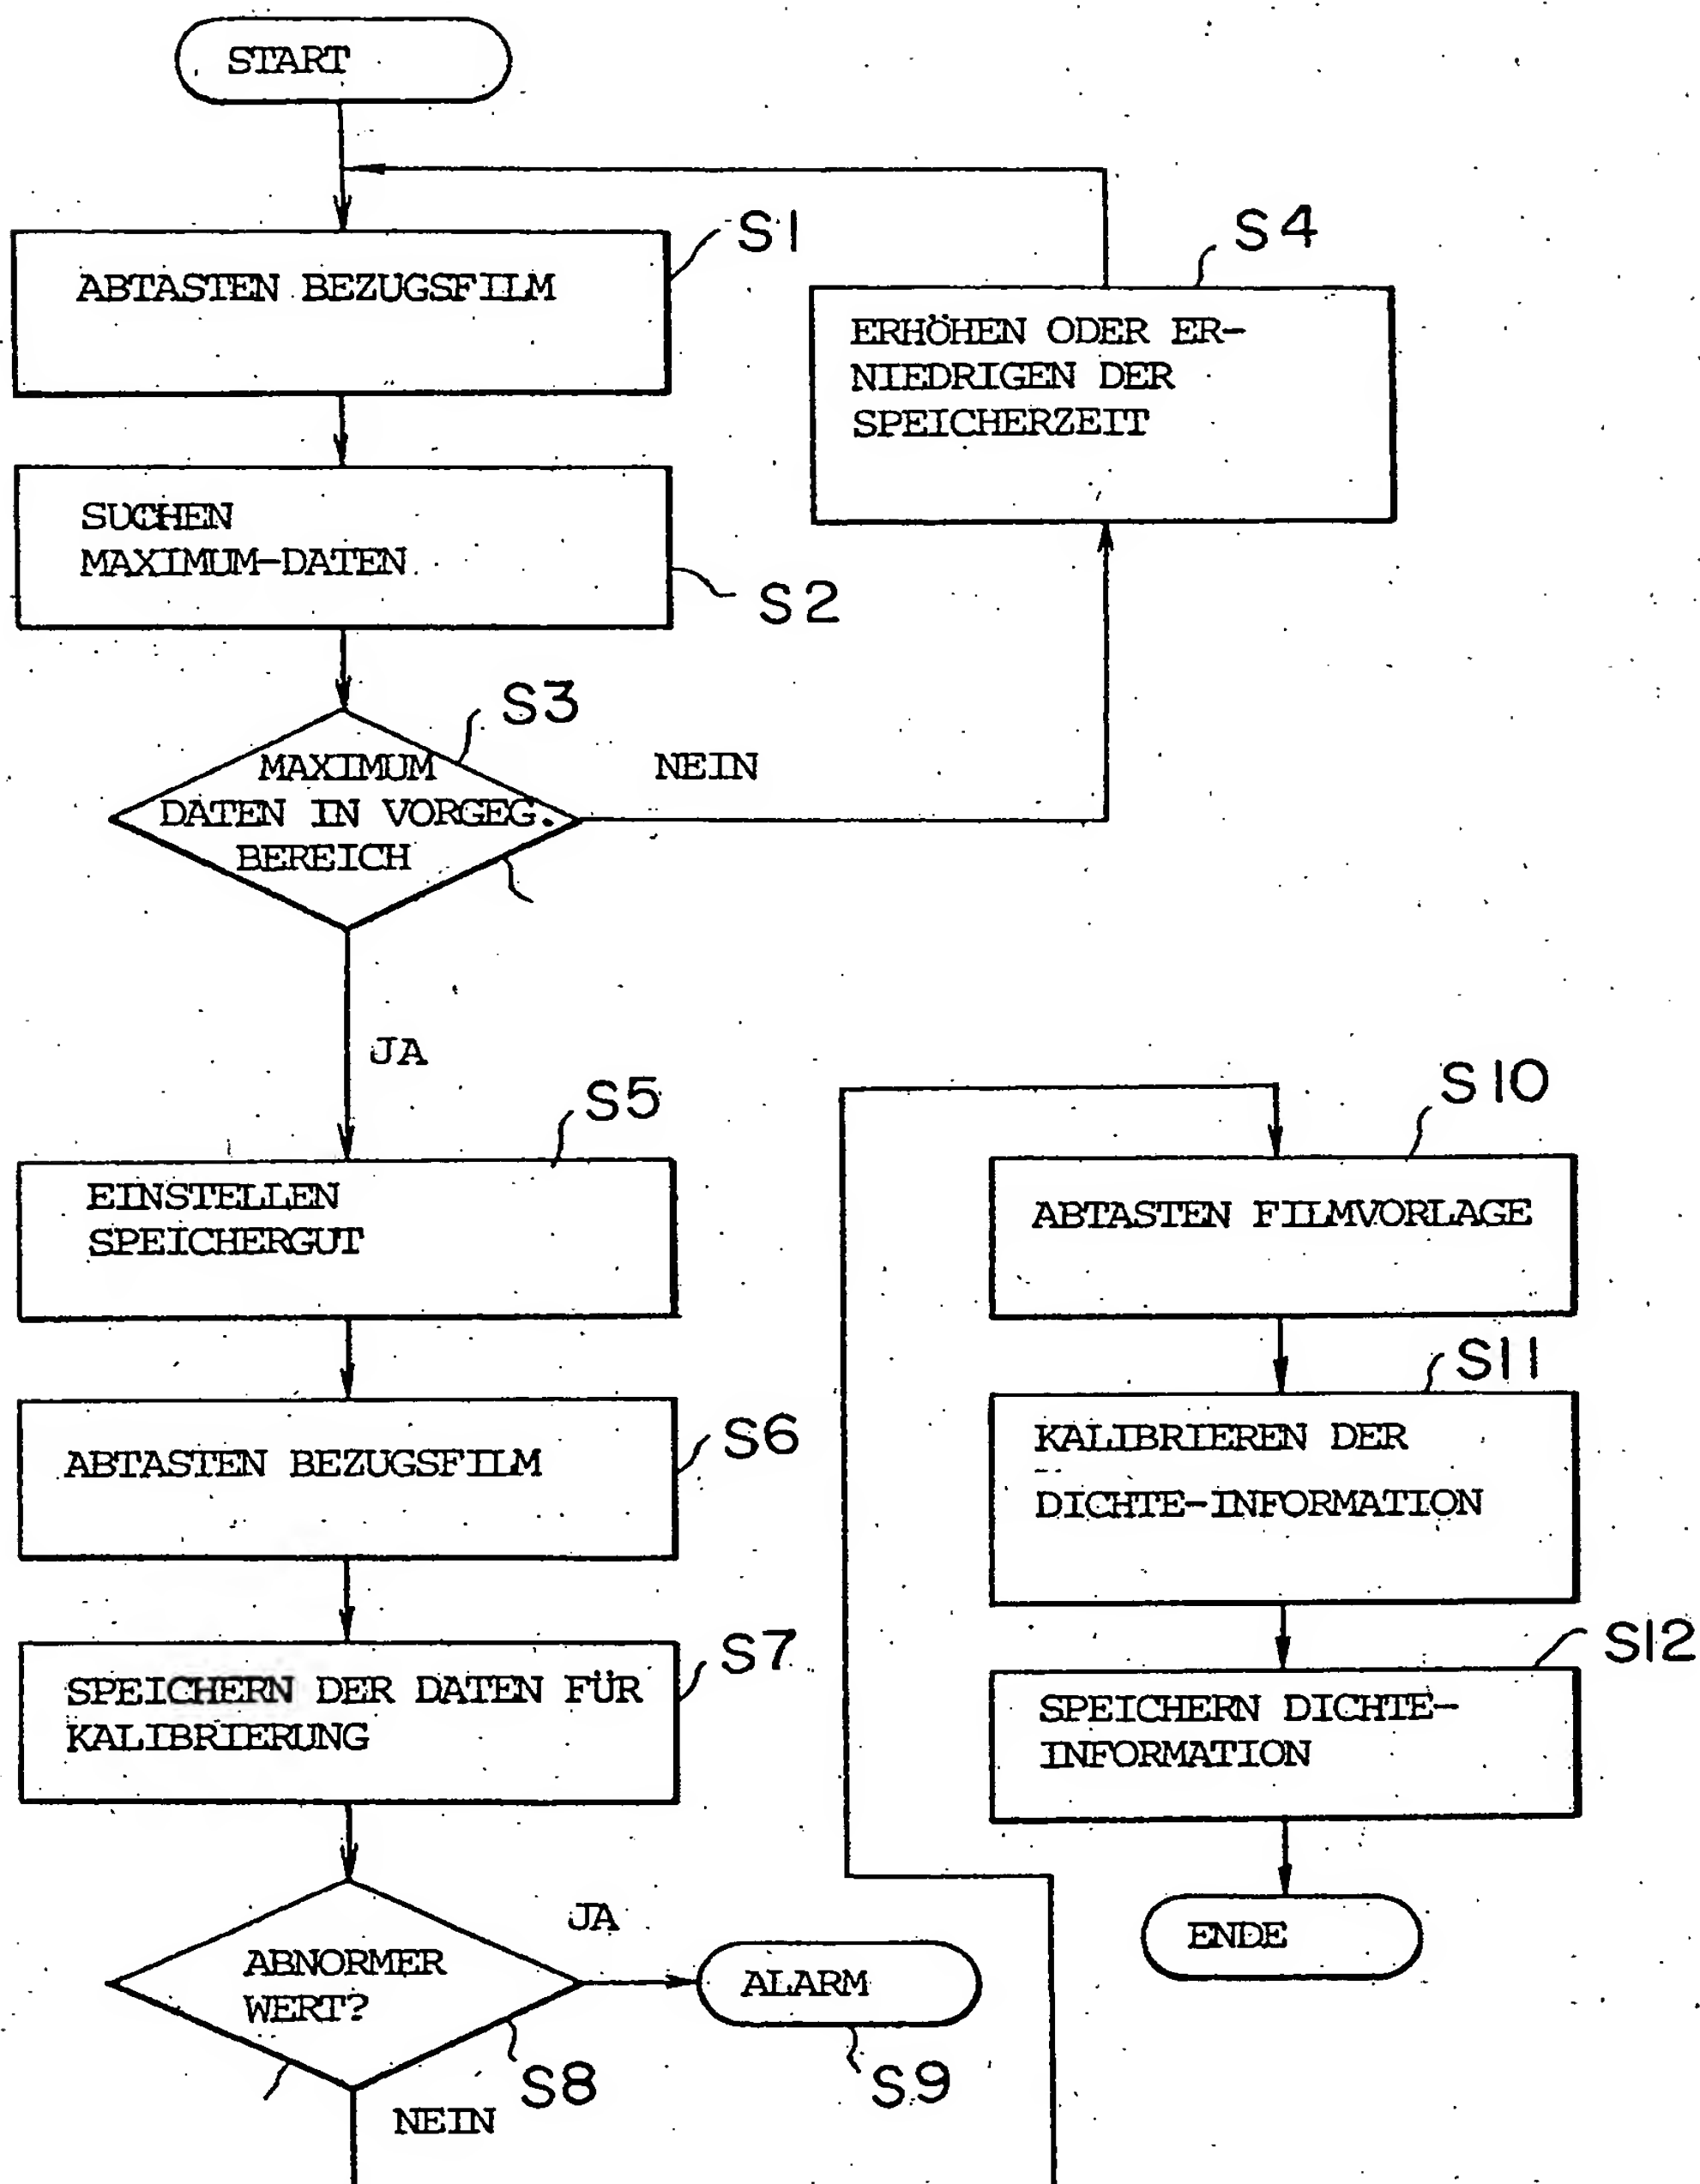 START
S1
ABTASTEN BEZUGSFILM
S4
ERHÖHEN ODER ER-
NIEDRIGEN DER
SPEICHERZEIT
SUCHEN
MAXIMUM-DATEN
S2
S3
MAXIMUM
DATEN IN VORGEG.
BEREICH
NEIN
JA
S5
EINSTELLEN
SPEICHERGUT
S6
ABTASTEN BEZUGSFILM
S7
SPEICHERN DER DATEN FÜR
KALIBRIERUNG
ABNORMER
WERT?
JA
S8
NEIN
ALARM
S9
S10
ABTASTEN FILMVORLAGE
S11
KALIBRIEREN DER
DICHTE-INFORMATION
S12
SPEICHERN DICHTE-
INFORMATION
ENDE